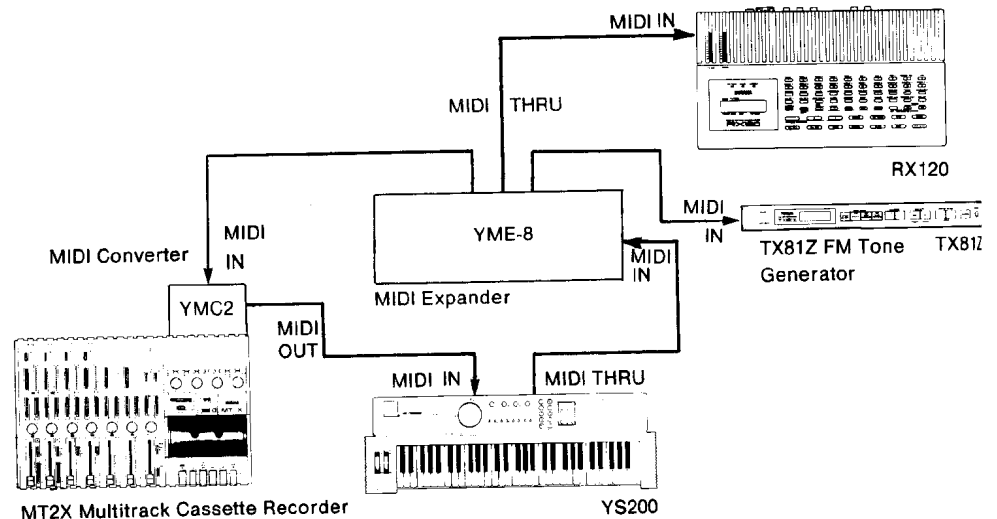 MIDI IN
MIDI THRU
RX120
YME-8
MIDI IN
MIDI Expander
MIDI IN
TX81Z FM Tone
Generator
TX81Z
MIDI Converter
MIDI IN
YMC2
MIDI OUT
MIDI IN
MIDI THRU
MT2X Multitrack Cassette Recorder
YS200